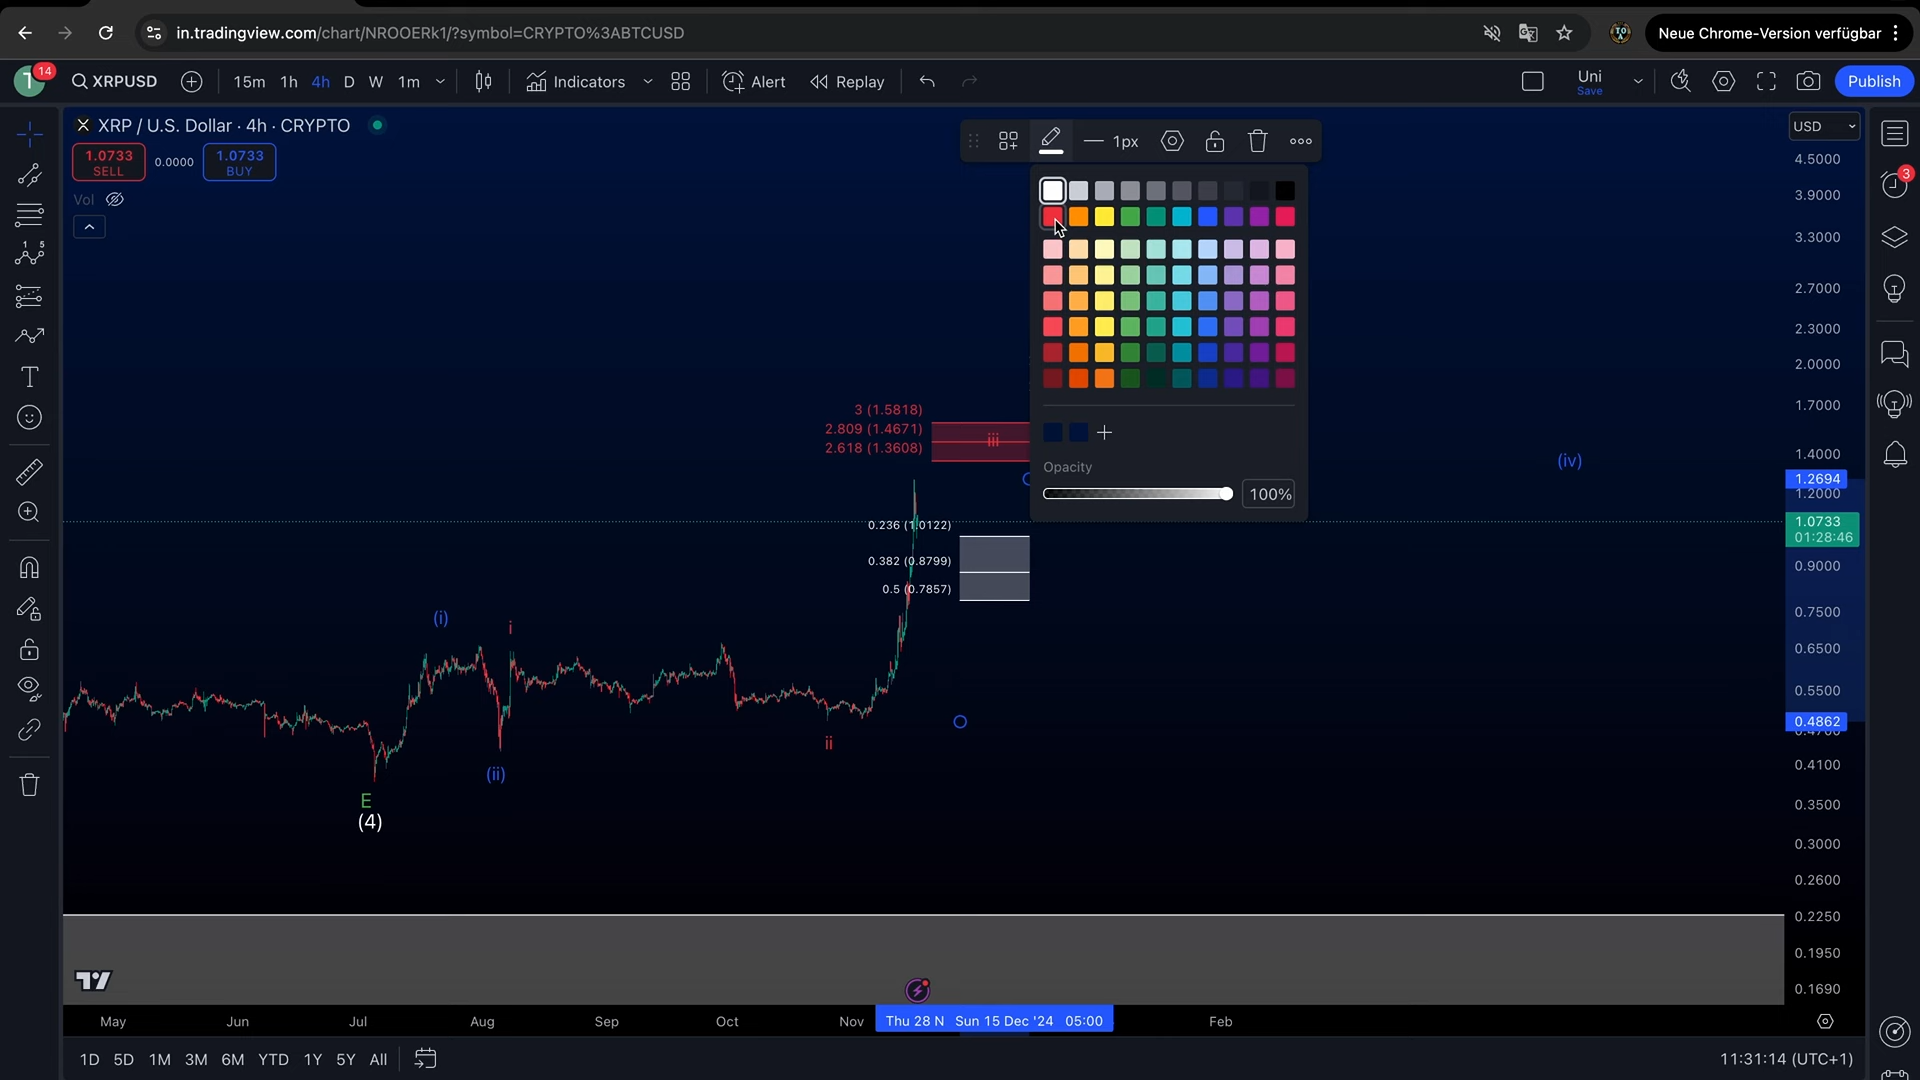 in.tradingview.com/chart/NROOERk1/?symbol=CRYPTO%3ABTCUSD
Neue Chrome-Version verfügbar
T 14 XRPUSD 15m 1h 4h D W 1m Indicators Alert Replay Uni Save Publish
XRP / U.S. Dollar · 4h · CRYPTO
1.0733 SELL 0.0000 1.0733 BUY
Vol
1px
USD
4.5000
3.9000
3.3000
2.7000
2.3000
2.0000
1.7000
1.4000
1.2694
1.2000
1.0733
01:28:46
0.9000
0.7500
0.6500
0.5500
0.4862
0.4100
0.3500
0.3000
0.2600
0.2250
0.1950
0.1690
3
Opacity
100%
3 (1.5818)
2.809 (1.4671)
2.618 (1.3608)
iii
(iv)
0.236 (1.0122)
0.382 (0.8799)
0.5 (0.7857)
(i)
i
(ii)
ii
E
(4)
May Jun Jul Aug Sep Oct Nov Thu 28 N Sun 15 Dec '24 05:00 Feb
1D 5D 1M 3M 6M YTD 1Y 5Y All
11:31:14 (UTC+1)